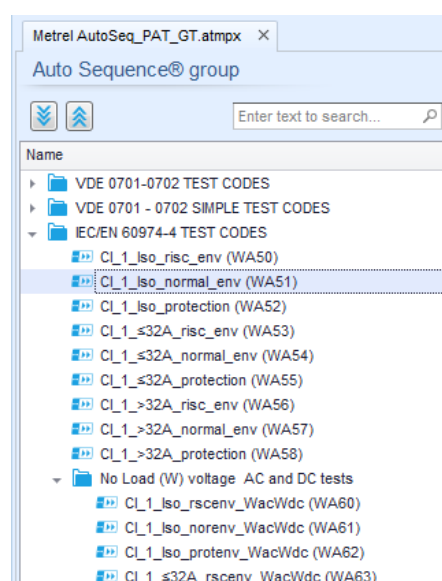 Metrel AutoSeq_PAT_GT.atmpx ×
Auto Sequence® group
Enter text to search...
Name
VDE 0701-0702 TEST CODES
VDE 0701 - 0702 SIMPLE TEST CODES
IEC/EN 60974-4 TEST CODES
Cl_1_Iso_risc_env (WA50)
Cl_1_Iso_normal_env (WA51)
Cl_1_Iso_protection (WA52)
Cl_1_≤32A_risc_env (WA53)
Cl_1_≤32A_normal_env (WA54)
Cl_1_≤32A_protection (WA55)
Cl_1_>32A_risc_env (WA56)
Cl_1_>32A_normal_env (WA57)
Cl_1_>32A_protection (WA58)
No Load (W) voltage AC and DC tests
Cl_1_Iso_rscenv_WacWdc (WA60)
Cl_1_Iso_norenv_WacWdc (WA61)
Cl_1_Iso_protenv_WacWdc (WA62)
Cl_1_≤32A_rscenv_WacWdc (WA63)